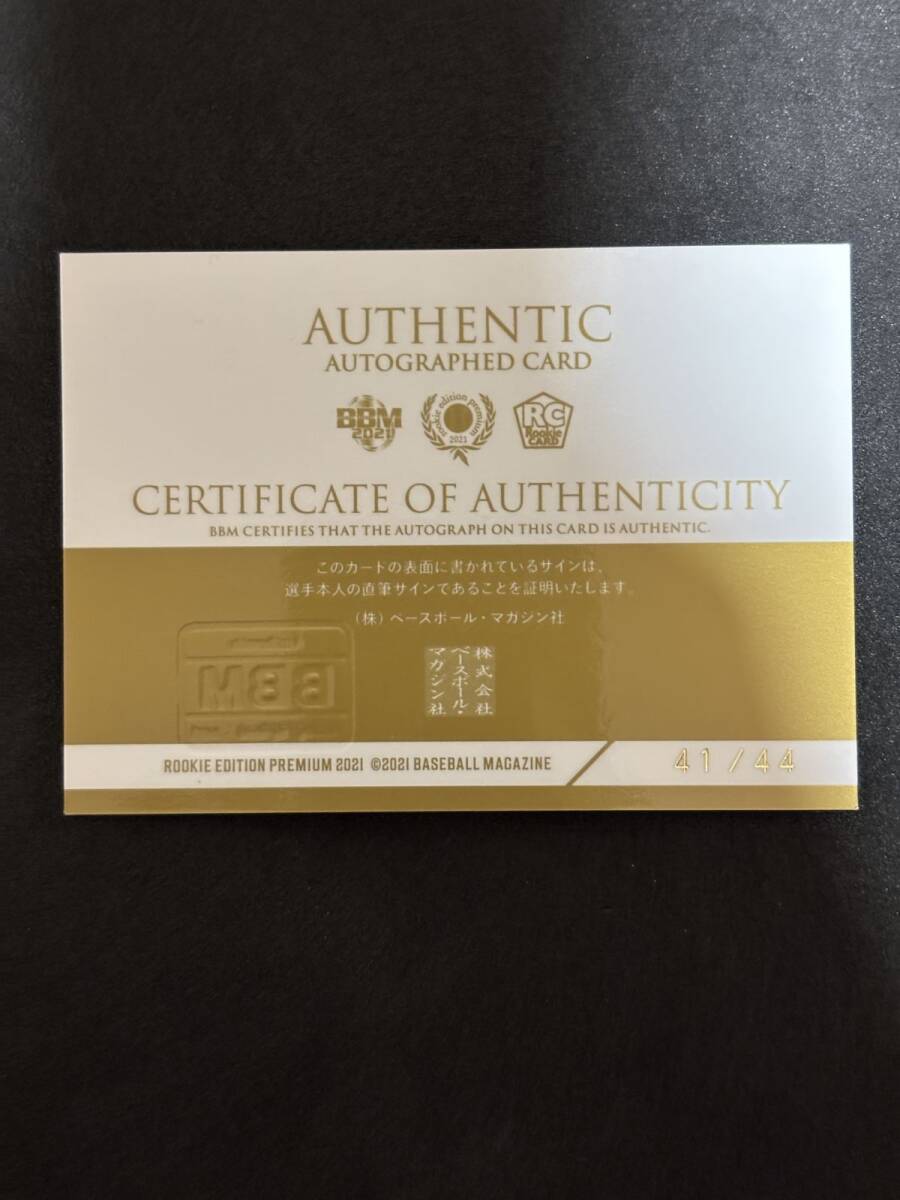 AUTHENTIC
AUTOGRAPHED CARD
BBM
2021
rookie edition premium
2021
RC
Rookie
CARD
CERTIFICATE OF AUTHENTICITY
BBM CERTIFIES THAT THE AUTOGRAPH ON THIS CARD IS AUTHENTIC.
このカードの表面に書かれているサインは、
選手本人の直筆サインであることを証明いたします。
(株) ベースボール・マガジン社
株式会社
ベースボール・
マガジン社
BBM
ROOKIE EDITION PREMIUM 2021 ©2021 BASEBALL MAGAZINE
41/44